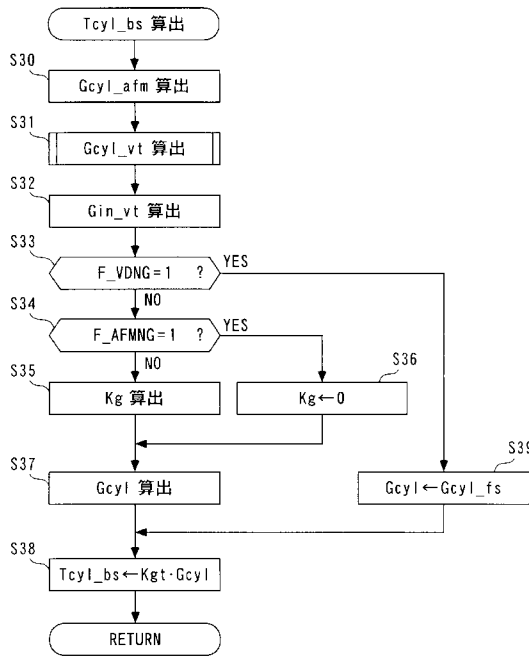 Tcyl_bs 算出
S30
Gcyl_afm 算出
S31
Gcyl_vt 算出
S32
Gin_vt 算出
S33
F_VDNG=1 ?
YES
NO
S34
F_AFMNG=1 ?
YES
NO
S35
Kg 算出
S36
Kg←0
S37
Gcyl 算出
S39
Gcyl←Gcyl_fs
S38
Tcyl_bs←Kgt·Gcyl
RETURN